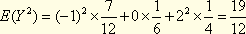 E(Y²) = (−1)² × 7/12 + 0 × 1/6 + 2² × 1/4 = 19/12